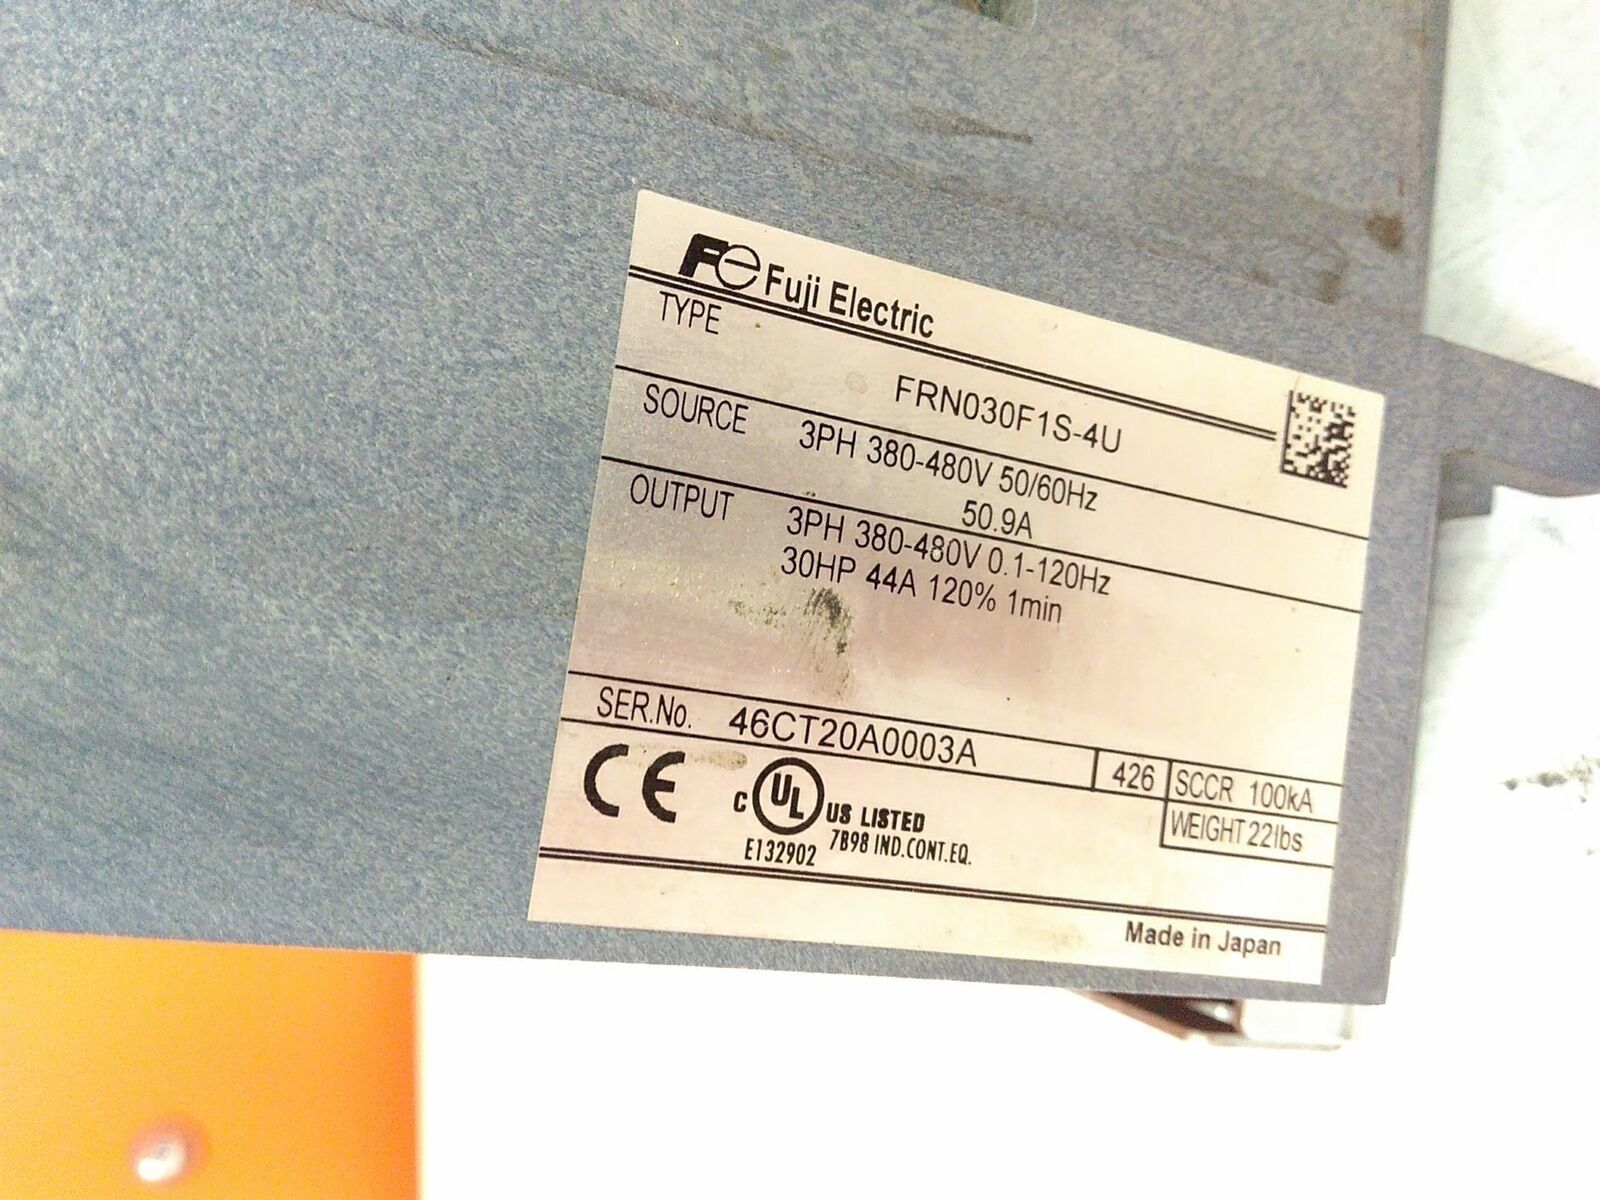 Fe Fuji Electric
TYPE FRN030F1S-4U
SOURCE 3PH 380-480V 50/60Hz
50.9A
OUTPUT 3PH 380-480V 0.1-120Hz
30HP 44A 120% 1min
SER.No. 46CT20A0003A 426 SCCR 100kA
WEIGHT 22lbs
CE C UL US LISTED
E132902 7B98 IND.CONT.EQ.
Made in Japan